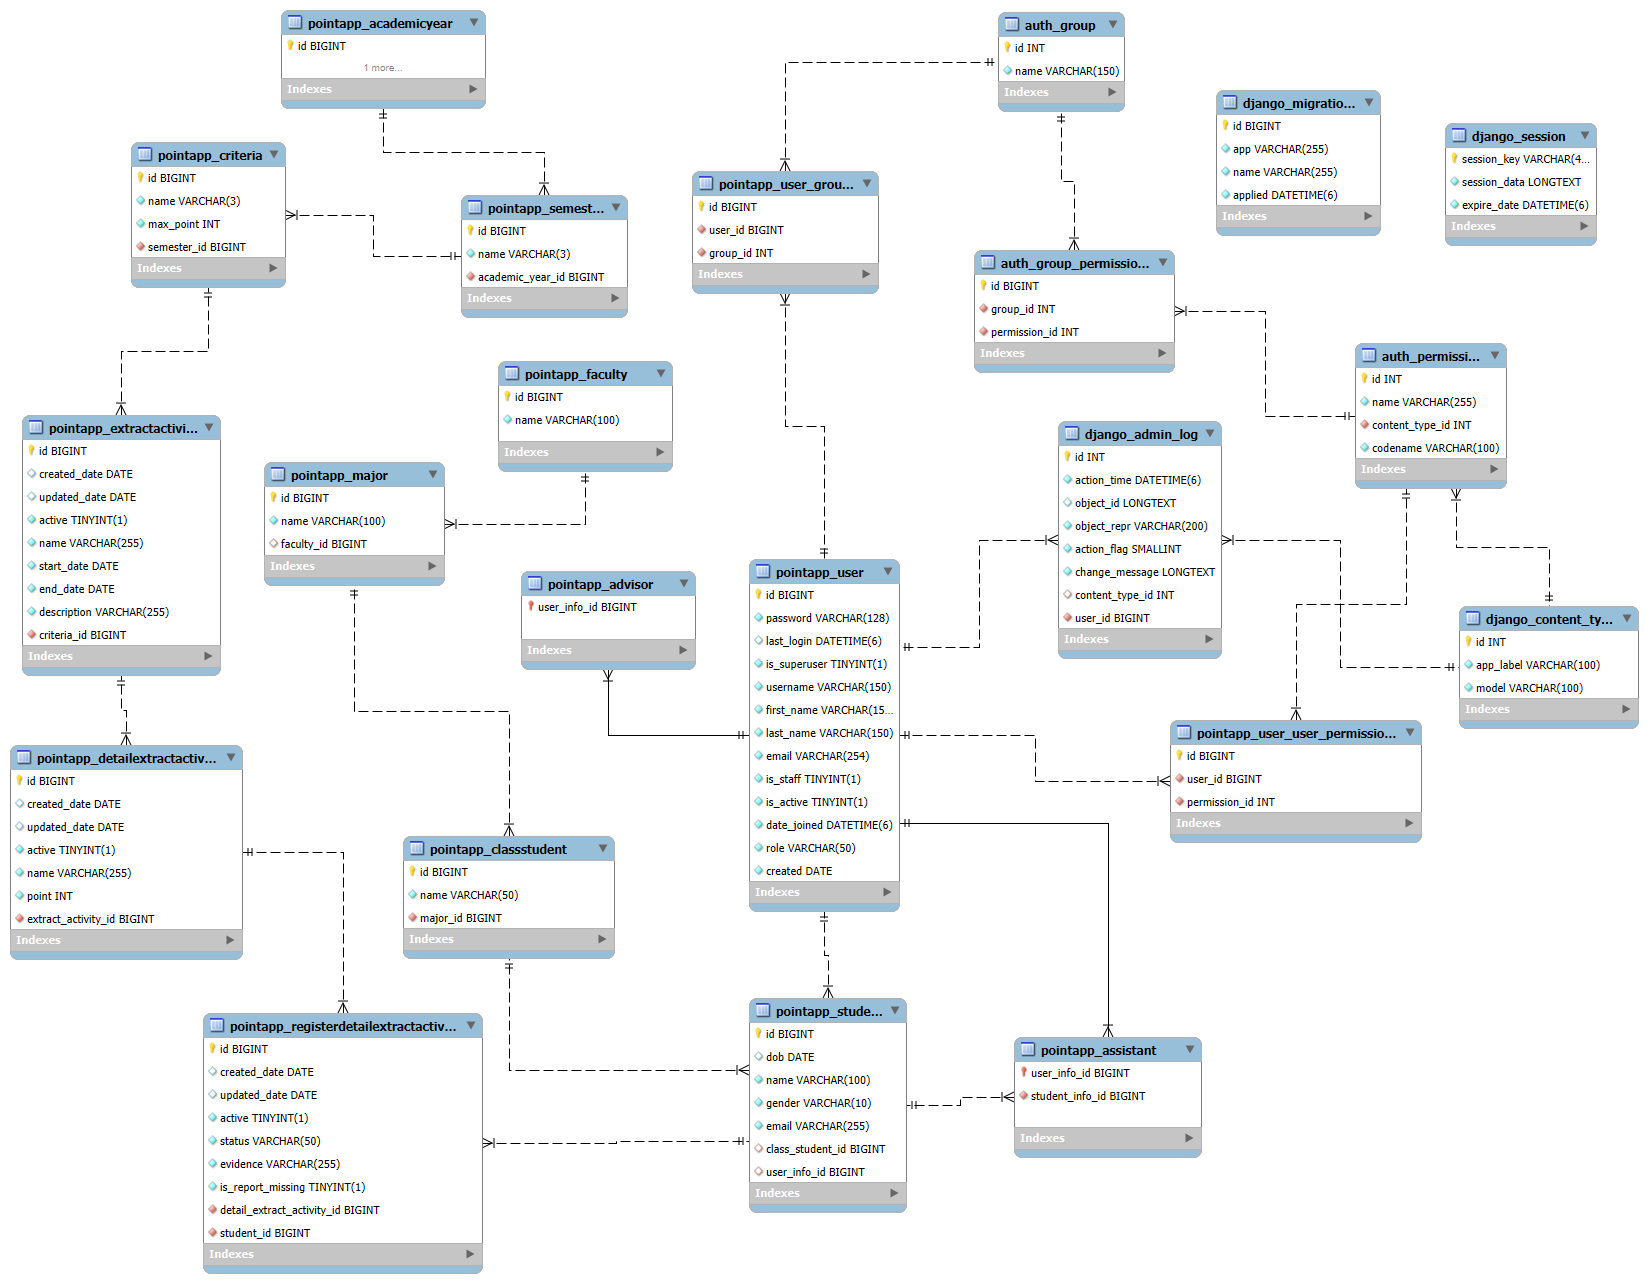 pointapp_academicyear
id BIGINT
1 more...
Indexes
auth_group
id INT
name VARCHAR(150)
Indexes
django_migratio...
id BIGINT
app VARCHAR(255)
name VARCHAR(255)
applied DATETIME(6)
Indexes
django_session
session_key VARCHAR(4...
session_data LONGTEXT
expire_date DATETIME(6)
Indexes
pointapp_criteria
id BIGINT
name VARCHAR(3)
max_point INT
semester_id BIGINT
Indexes
pointapp_semest...
id BIGINT
name VARCHAR(3)
academic_year_id BIGINT
Indexes
pointapp_user_grou...
id BIGINT
user_id BIGINT
group_id INT
Indexes
auth_group_permissio...
id BIGINT
group_id INT
permission_id INT
Indexes
auth_permissi...
id INT
name VARCHAR(255)
content_type_id INT
codename VARCHAR(100)
Indexes
pointapp_faculty
id BIGINT
name VARCHAR(100)
Indexes
pointapp_extractactivi...
id BIGINT
created_date DATE
updated_date DATE
active TINYINT(1)
name VARCHAR(255)
start_date DATE
end_date DATE
description VARCHAR(255)
criteria_id BIGINT
Indexes
pointapp_major
id BIGINT
name VARCHAR(100)
faculty_id BIGINT
Indexes
django_admin_log
id INT
action_time DATETIME(6)
object_id LONGTEXT
object_repr VARCHAR(200)
action_flag SMALLINT
change_message LONGTEXT
content_type_id INT
user_id BIGINT
Indexes
pointapp_advisor
user_info_id BIGINT
Indexes
pointapp_user
id BIGINT
password VARCHAR(128)
last_login DATETIME(6)
is_superuser TINYINT(1)
username VARCHAR(150)
first_name VARCHAR(15...
last_name VARCHAR(150)
email VARCHAR(254)
is_staff TINYINT(1)
is_active TINYINT(1)
date_joined DATETIME(6)
role VARCHAR(50)
created DATE
Indexes
django_content_ty...
id INT
app_label VARCHAR(100)
model VARCHAR(100)
Indexes
pointapp_user_user_permissio...
id BIGINT
user_id BIGINT
permission_id INT
Indexes
pointapp_detailextractactiv...
id BIGINT
created_date DATE
updated_date DATE
active TINYINT(1)
name VARCHAR(255)
point INT
extract_activity_id BIGINT
Indexes
pointapp_classstudent
id BIGINT
name VARCHAR(50)
major_id BIGINT
Indexes
pointapp_registerdetailextractactiv...
id BIGINT
created_date DATE
updated_date DATE
active TINYINT(1)
status VARCHAR(50)
evidence VARCHAR(255)
is_report_missing TINYINT(1)
detail_extract_activity_id BIGINT
student_id BIGINT
Indexes
pointapp_stude...
id BIGINT
dob DATE
name VARCHAR(100)
gender VARCHAR(10)
email VARCHAR(255)
class_student_id BIGINT
user_info_id BIGINT
Indexes
pointapp_assistant
user_info_id BIGINT
student_info_id BIGINT
Indexes